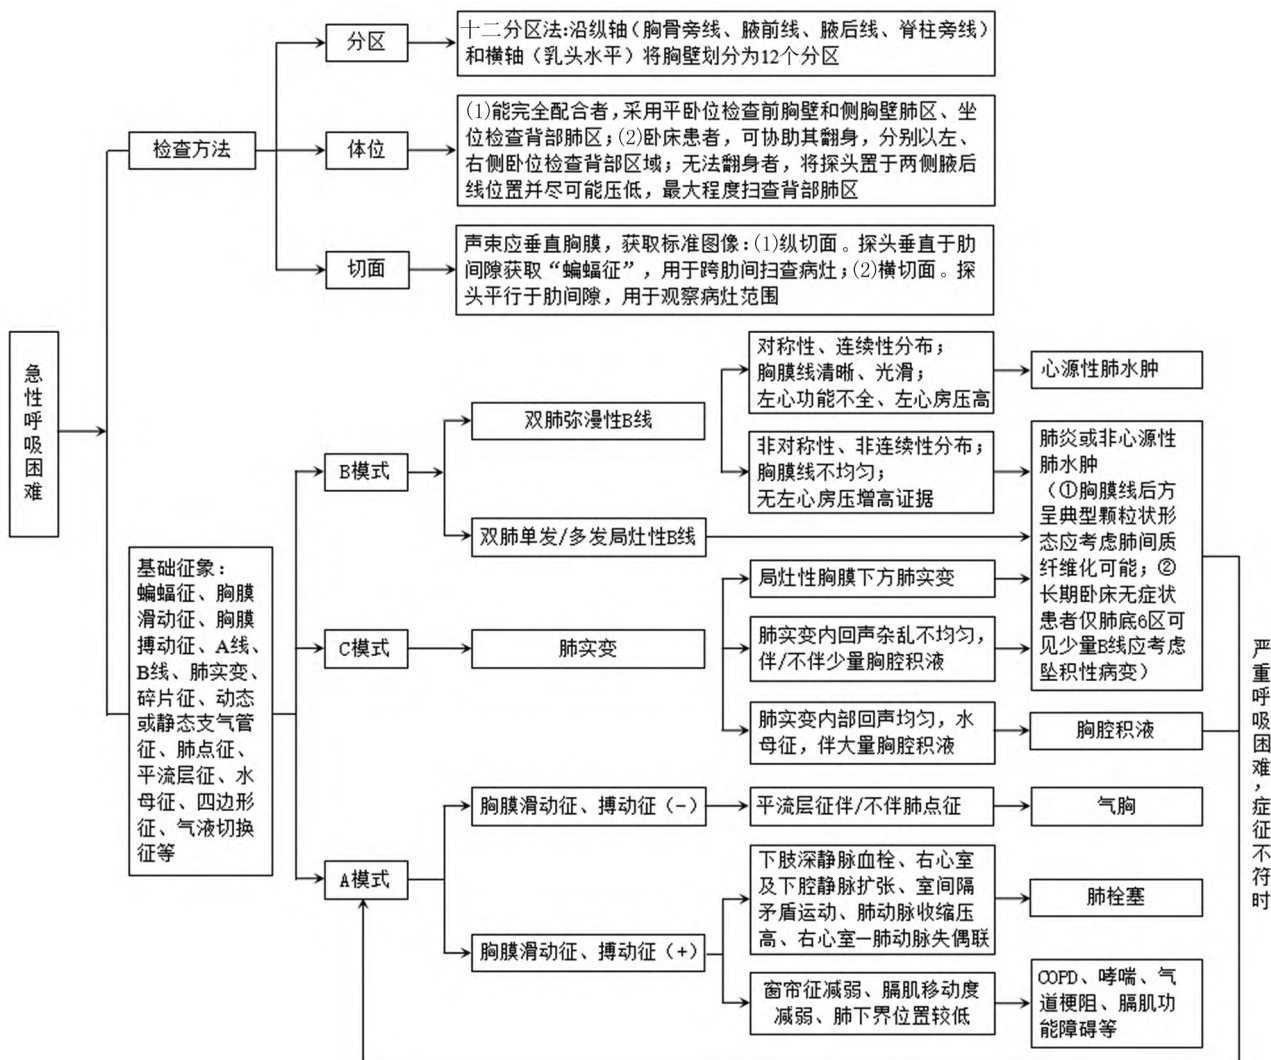 急性呼吸困难
检查方法
分区
十二分区法:沿纵轴(胸骨旁线、腋前线、腋后线、脊柱旁线)
和横轴(乳头水平)将胸壁划分为12个分区
体位
(1)能完全配合者,采用平卧位检查前胸壁和侧胸壁肺区、坐
位检查背部肺区;(2)卧床患者,可协助其翻身,分别以左、
右侧卧位检查背部区域;无法翻身者,将探头置于两侧腋后
线位置并尽可能压低,最大程度扫查背部肺区
切面
声束应垂直胸膜,获取标准图像:(1)纵切面。探头垂直于肋
间隙获取“蝙蝠征”,用于跨肋间扫查病灶;(2)横切面。探
头平行于肋间隙,用于观察病灶范围
基础征象:
蝙蝠征、胸膜
滑动征、胸膜
搏动征、A线、
B线、肺实变、
碎片征、动态
或静态支气管
征、肺点征、
平流层征、水
母征、四边形
征、气液切换
征等
B模式
双肺弥漫性B线
对称性、连续性分布;
胸膜线清晰、光滑;
左心功能不全、左心房压高
心源性肺水肿
非对称性、非连续性分布;
胸膜线不均匀;
无左心房压增高证据
双肺单发/多发局灶性B线
肺炎或非心源性
肺水肿
(①胸膜线后方
呈典型颗粒状形
态应考虑肺间质
纤维化可能;②
长期卧床无症状
患者仅肺底6区可
见少量B线应考虑
坠积性病变)
C模式
肺实变
局灶性胸膜下方肺实变
肺实变内回声杂乱不均匀,
伴/不伴少量胸腔积液
肺实变内部回声均匀,水
母征,伴大量胸腔积液
胸腔积液
A模式
胸膜滑动征、搏动征(-)
平流层征伴/不伴肺点征
气胸
胸膜滑动征、搏动征(+)
下肢深静脉血栓、右心室
及下腔静脉扩张、室间隔
矛盾运动、肺动脉收缩压
高、右心室—肺动脉失偶联
肺栓塞
窗帘征减弱、膈肌移动度
减弱、肺下界位置较低
COPD、哮喘、气
道梗阻、膈肌功
能障碍等
严重呼吸困难,症征不符时